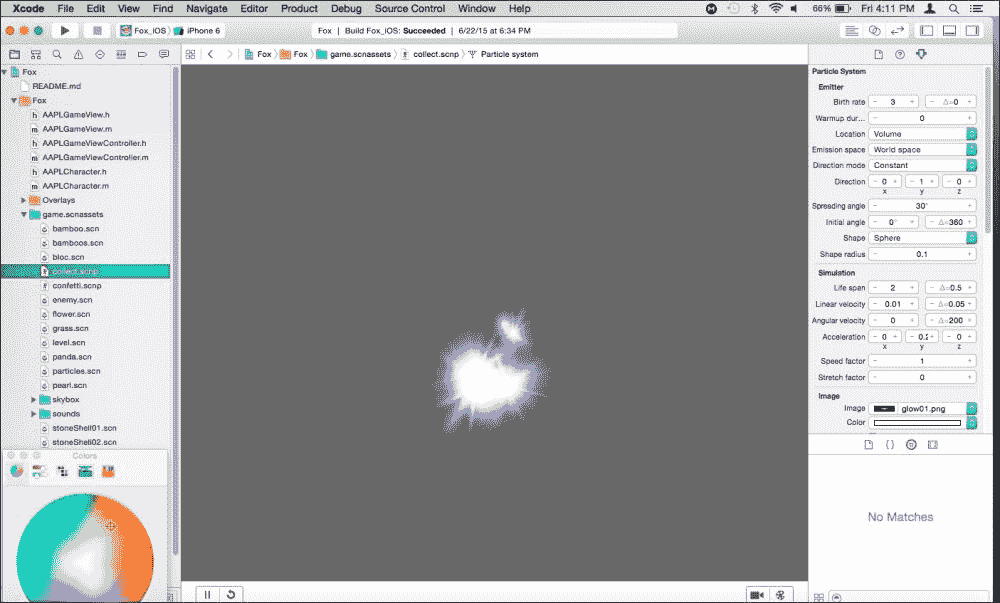 Xcode File Edit View Find Navigate Editor Product Debug Source Control Window Help 66% Fri 4:11 PM
Fox_iOS iPhone 6 Fox | Build Fox_iOS: Succeeded | 6/22/15 at 6:34 PM
Fox Fox game.scnassets collect.scnp Particle system
Fox
README.md
Fox
AAPLGameView.h
AAPLGameView.m
AAPLGameViewController.h
AAPLGameViewController.m
AAPLCharacter.h
AAPLCharacter.m
Overlays
game.scnassets
bamboo.scn
bamboos.scn
bloc.scn
collect.scnp
confetti.scnp
enemy.scn
flower.scn
grass.scn
level.scn
panda.scn
particles.scn
pearl.scn
skybox
sounds
stoneShell01.scn
stoneShell02.scn
Colors
Particle System
Emitter
Birth rate − 3 + − Δ=0 +
Warmup dur... − 0 +
Location Volume
Emission space World space
Direction mode Constant
Direction − 0 + − 1 + − 0 +
x y z
Spreading angle − 30° +
Initial angle − 0° + − Δ=360 +
Shape Sphere
Shape radius − 0.1 +
Simulation
Life span − 2 + − Δ=0.5 +
Linear velocity − 0.01 + − Δ=0.05 +
Angular velocity − 0 + − Δ=200 +
Acceleration − 0 + − 0.2 + − 0 +
x y z
Speed factor − 1 +
Stretch factor − 0 +
Image
Image glow01.png
Color
No Matches